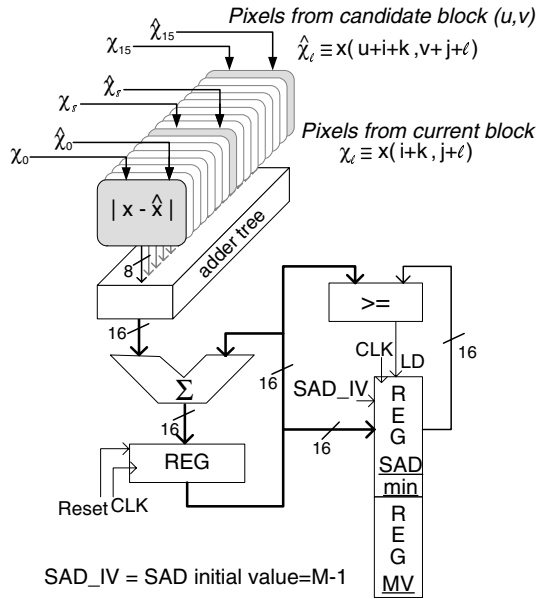 Pixels from candidate block (u,v)
x̂ℓ ≡ x( u+i+k , v+ j+ℓ)
χ15
χ̂15
χ8
χ̂8
Pixels from current block
χℓ ≡ x( i+k , j+ℓ)
χ0
χ̂0
| x - x̂ |
8
adder tree
16
>=
16
CLK
LD
16
Σ
SAD_IV
R
E
G
16
16
SAD
min
REG
Reset
CLK
R
E
G
MV
SAD_IV = SAD initial value=M-1